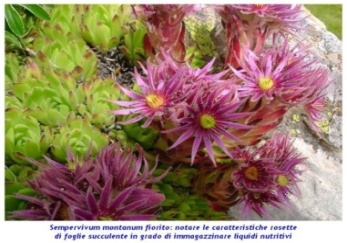 Sempervivum montanum fiorito: notare le caratteristiche rosette
di foglie succulente in grado di immagazzinare liquidi nutritivi